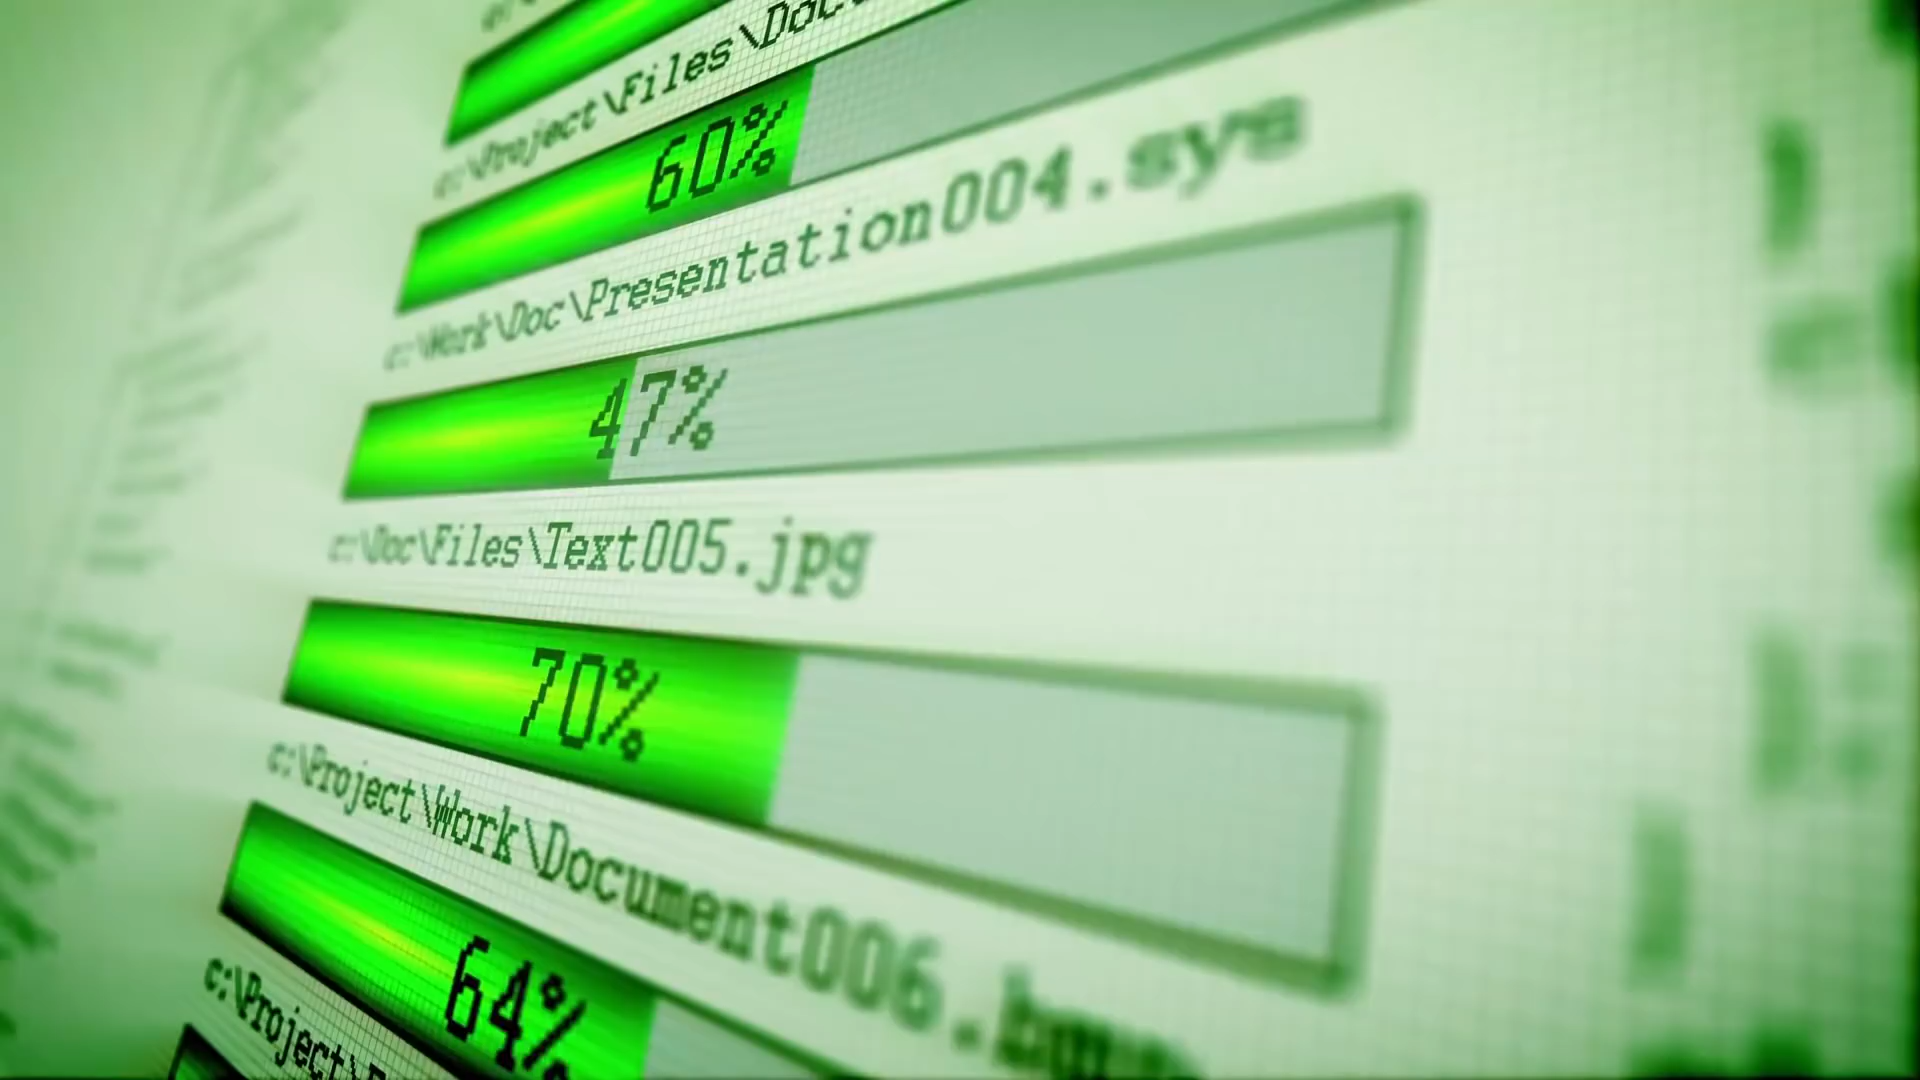 c:\Project\Files\Doc
60%
c:\Work\Doc\Presentation004.sys
47%
c:\Doc\Files\Text005.jpg
70%
c:\Project\Work\Document006.bmp
64%
c:\Project\